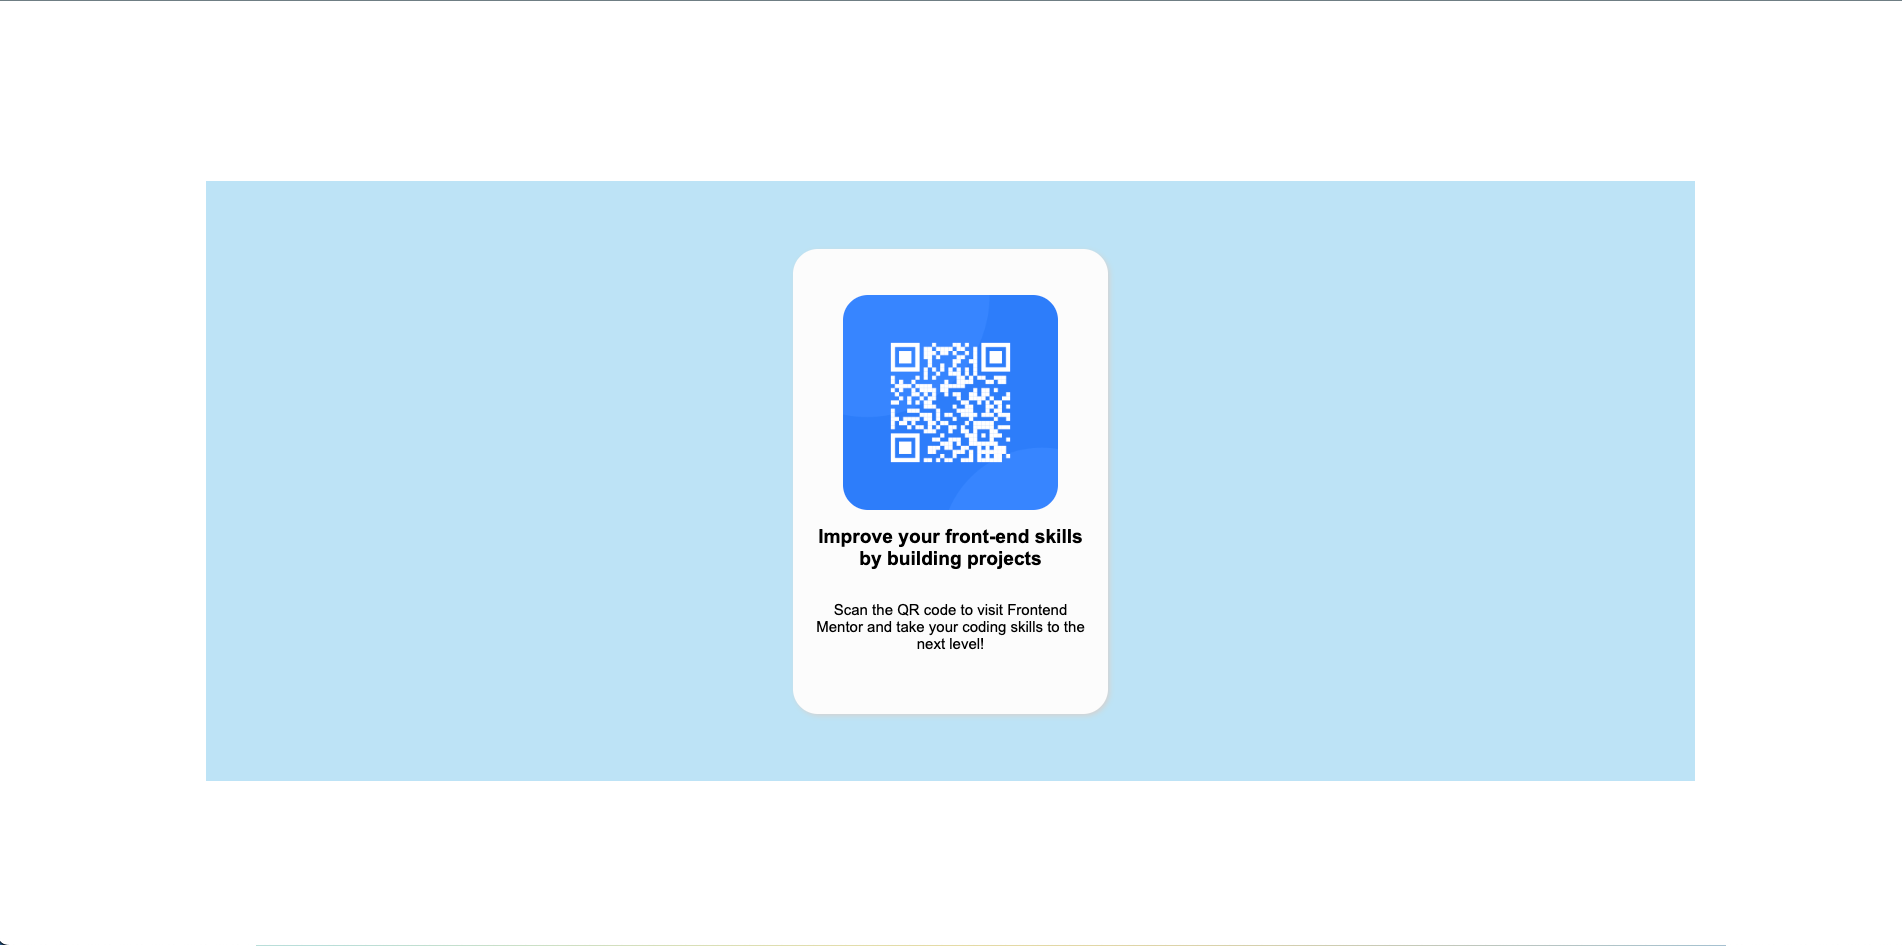 Improve your front-end skills
by building projects
Scan the QR code to visit Frontend
Mentor and take your coding skills to the
next level!